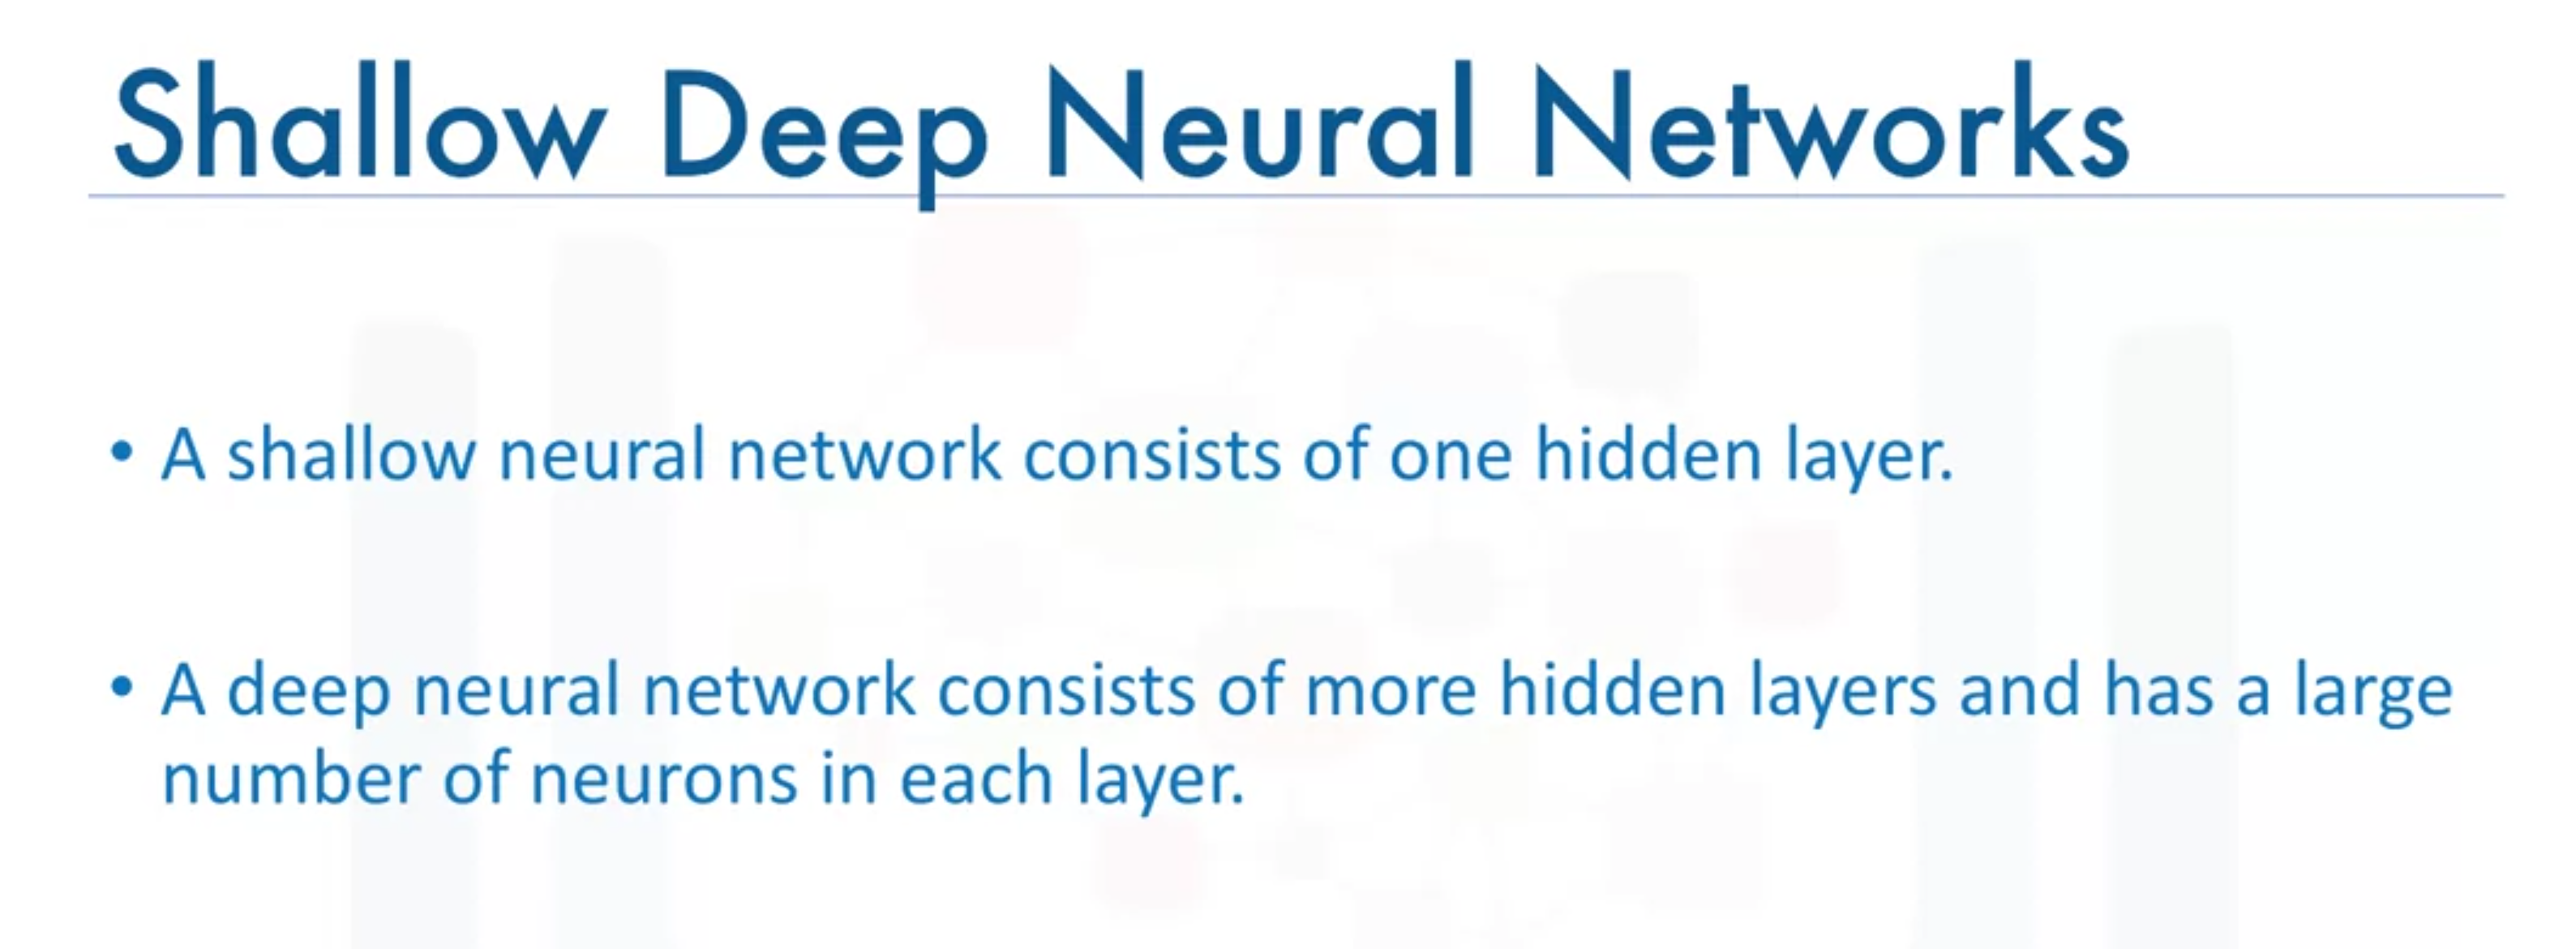 Shallow Deep Neural Networks
• A shallow neural network consists of one hidden layer.
• A deep neural network consists of more hidden layers and has a large
number of neurons in each layer.